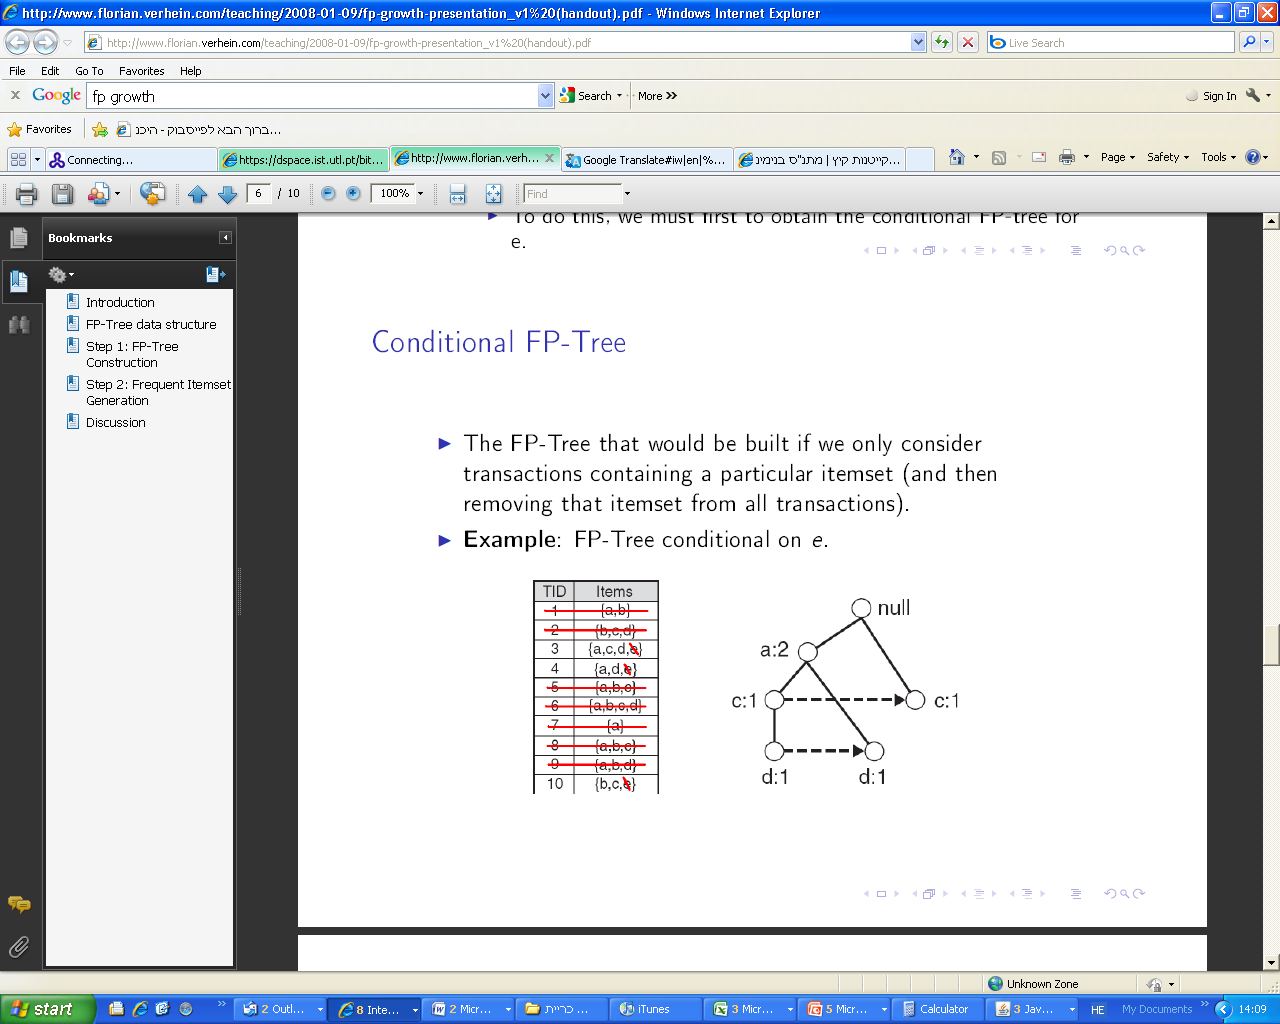 http://www.florian.verhein.com/teaching/2008-01-09/fp-growth-presentation_v1%20(handout).pdf - Windows Internet Explorer
http://www.florian.verhein.com/teaching/2008-01-09/fp-growth-presentation_v1%20(handout).pdf
Live Search
File Edit Go To Favorites Help
x Google fp growth Search More >> Sign In
Favorites ברוך הבא לפייסבוק - היכנ...
Connecting... https://dspace.ist.utl.pt/bit... http://www.florian.verh... Google Translate#iw|en|%... קייטנות קיץ | מתנ"ס בנימינ... Page Safety Tools
6 / 10 100% Find
Bookmarks
Introduction
FP-Tree data structure
Step 1: FP-Tree
Construction
Step 2: Frequent Itemset
Generation
Discussion
To do this, we must first to obtain the conditional FP-tree for
e.
Conditional FP-Tree
The FP-Tree that would be built if we only consider
transactions containing a particular itemset (and then
removing that itemset from all transactions).
Example: FP-Tree conditional on e.
TID Items
1 {a,b}
2 {b,c,d}
3 {a,c,d,e}
4 {a,d,e}
5 {a,b,c}
6 {a,b,c,d}
7 {a}
8 {a,b,c}
9 {a,b,d}
10 {b,c,e}
null
a:2
c:1 c:1
d:1 d:1
Unknown Zone
start 2 Outl... 8 Inte... 2 Micr... כריית ... iTunes 3 Micr... 5 Micr... Calculator 3 Jav... HE My Documents 14:09